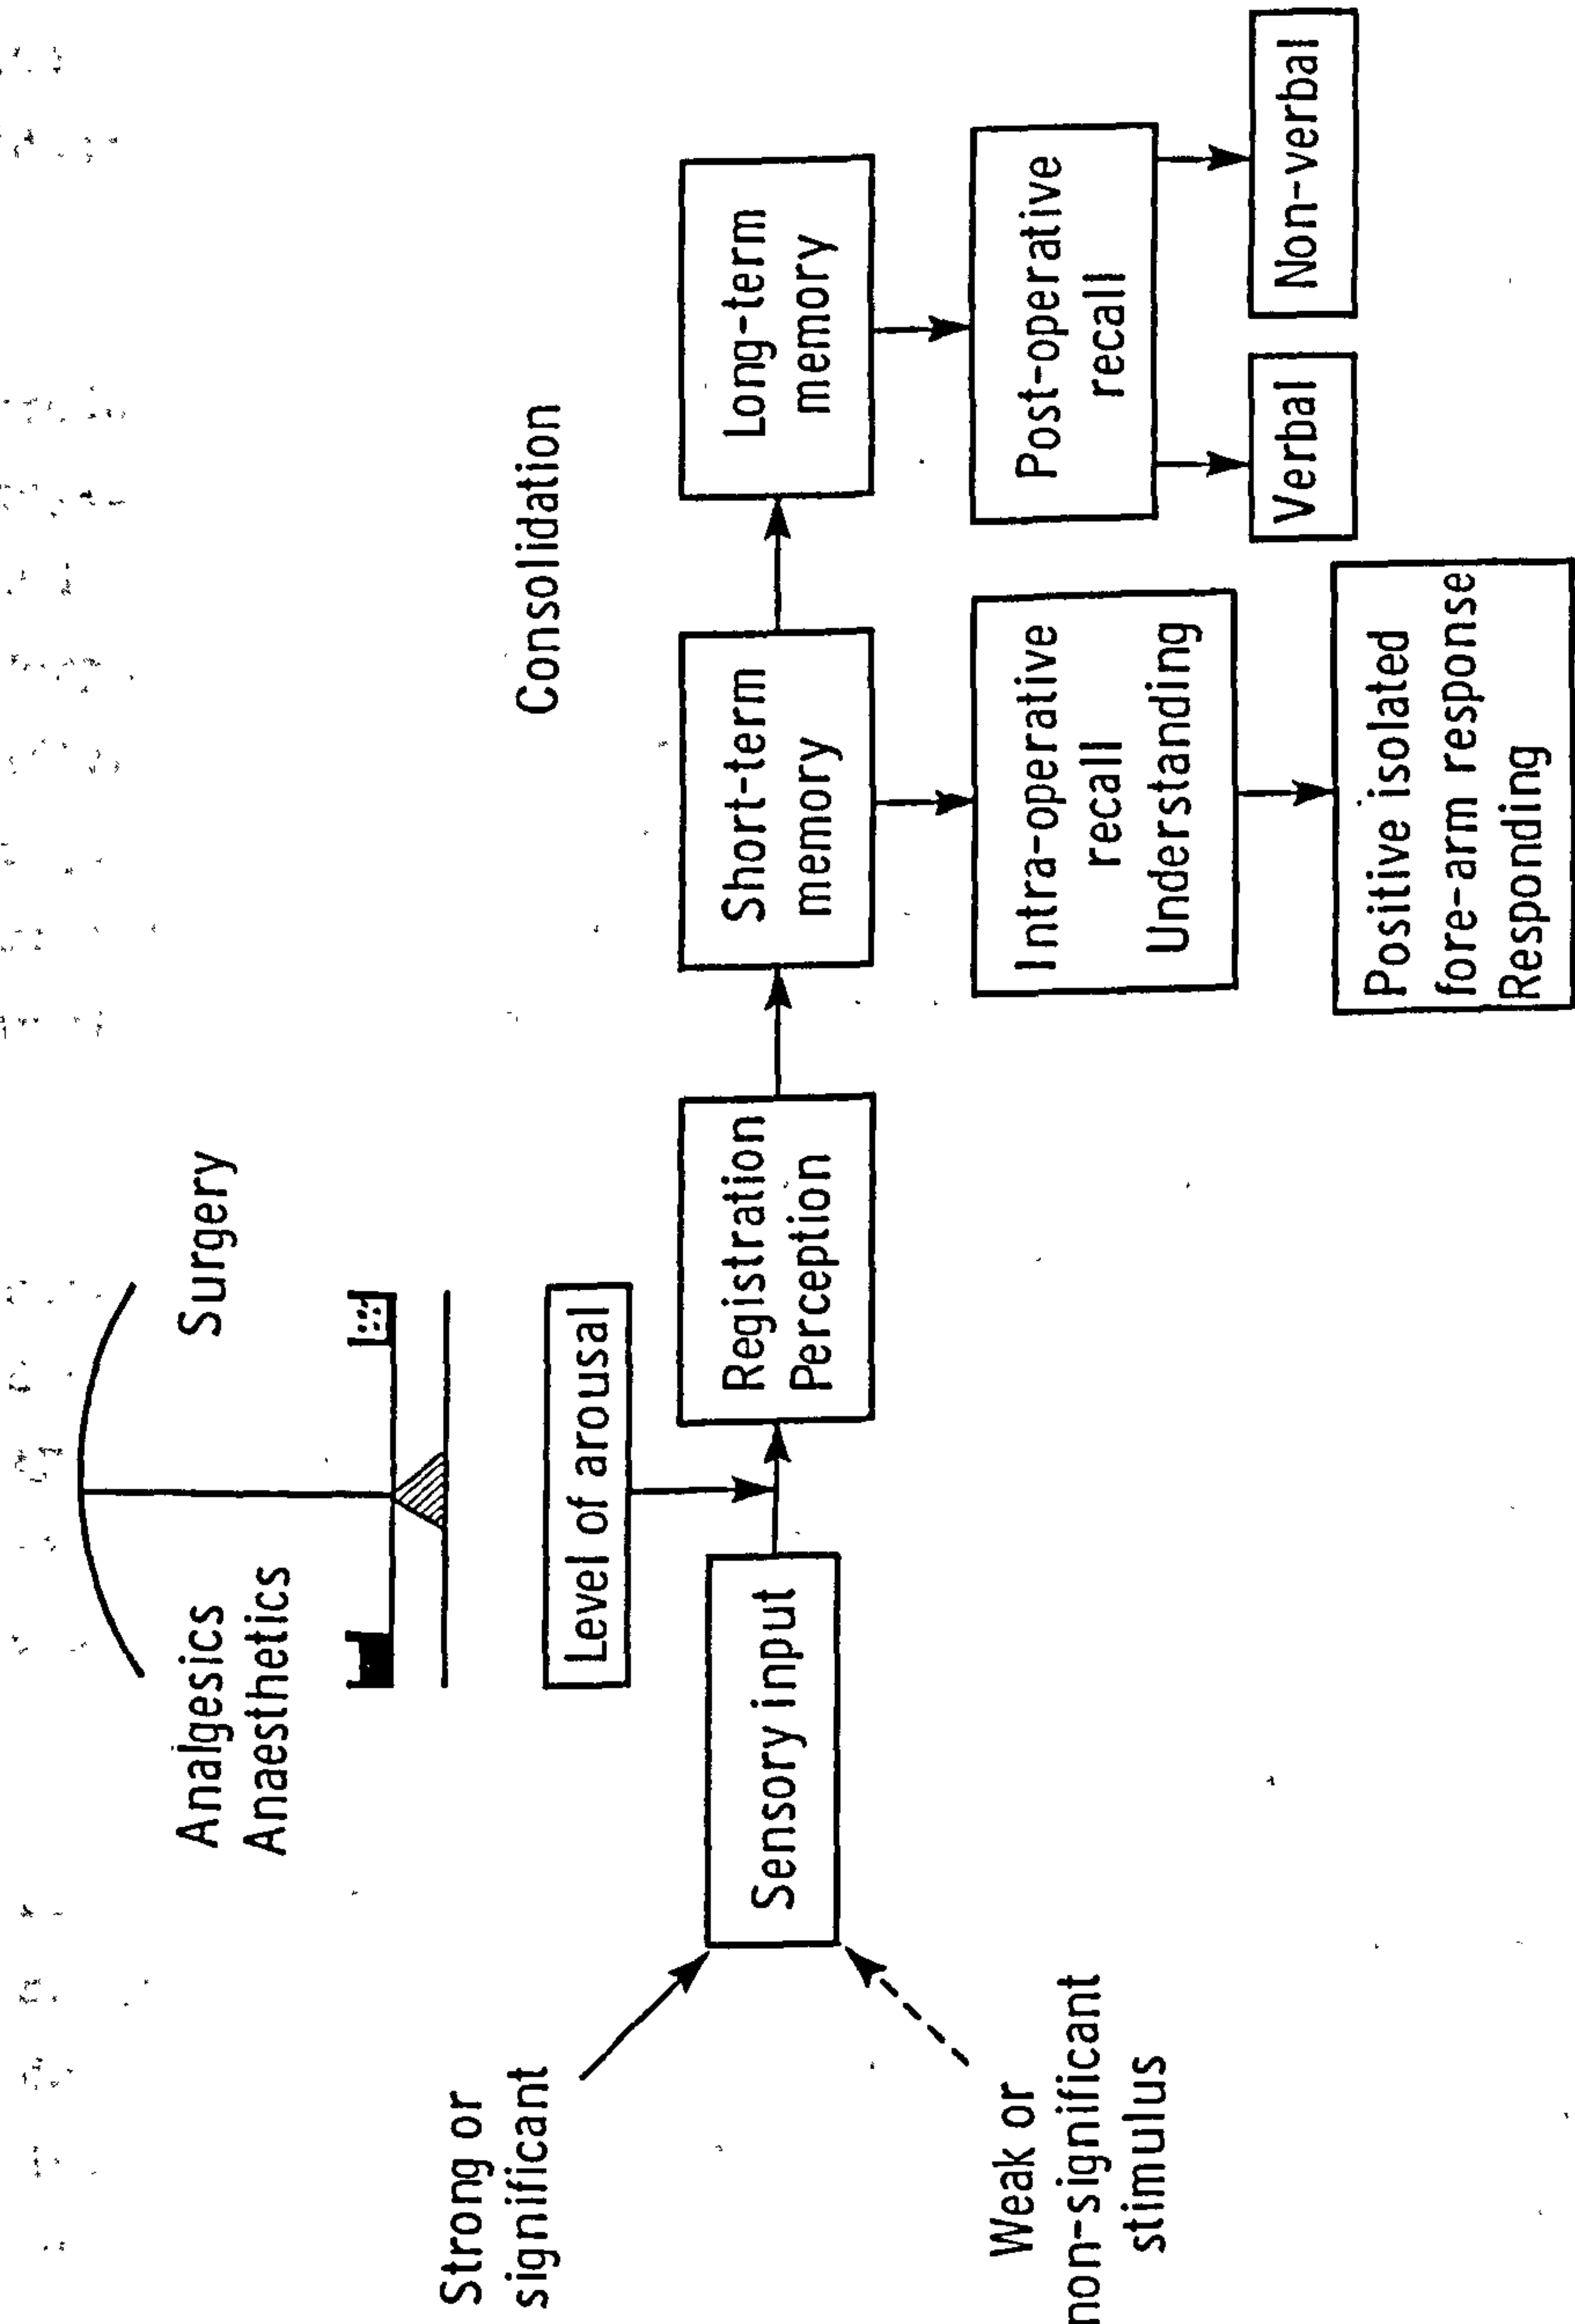 Analgesics
Anaesthetics
Surgery
Strong or
significant
Level of arousal
Consolidation
Sensory input
Registration
Perception
Short-term
memory
Long-term
memory
Weak or
non-significant
stimulus
Intra-operative
recall
Understanding
Post-operative
recall
Positive isolated
fore-arm response
Responding
Verbal
Non-verbal